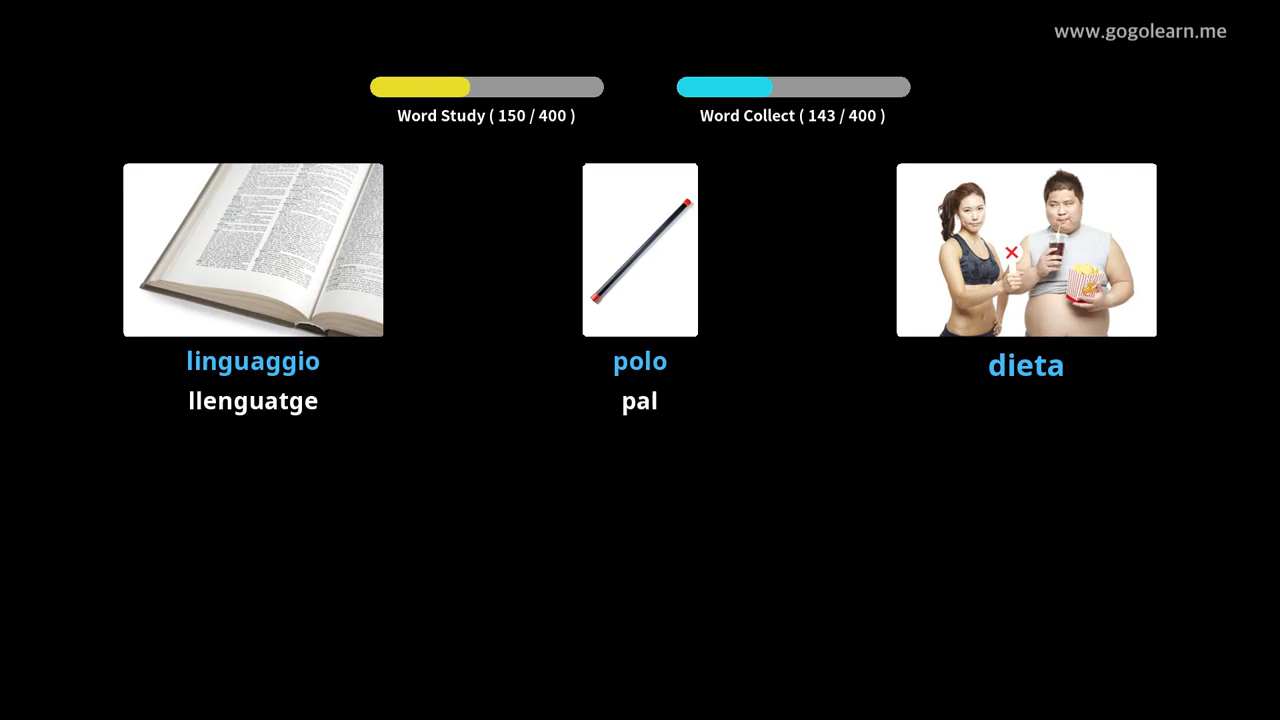 www.gogolearn.me
Word Study ( 150 / 400 )
Word Collect ( 143 / 400 )
linguaggio
llenguatge
polo
pal
dieta